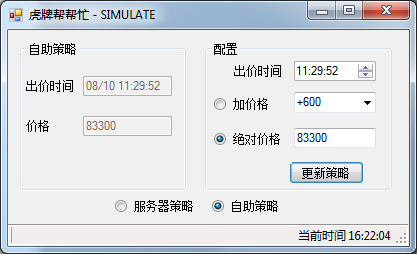 虎牌帮帮忙 - SIMULATE
自助策略
出价时间 08/10 11:29:52
价格 83300
配置
出价时间 11:29:52
加价格 +600
绝对价格 83300
更新策略
服务器策略 自助策略
当前时间 16:22:04